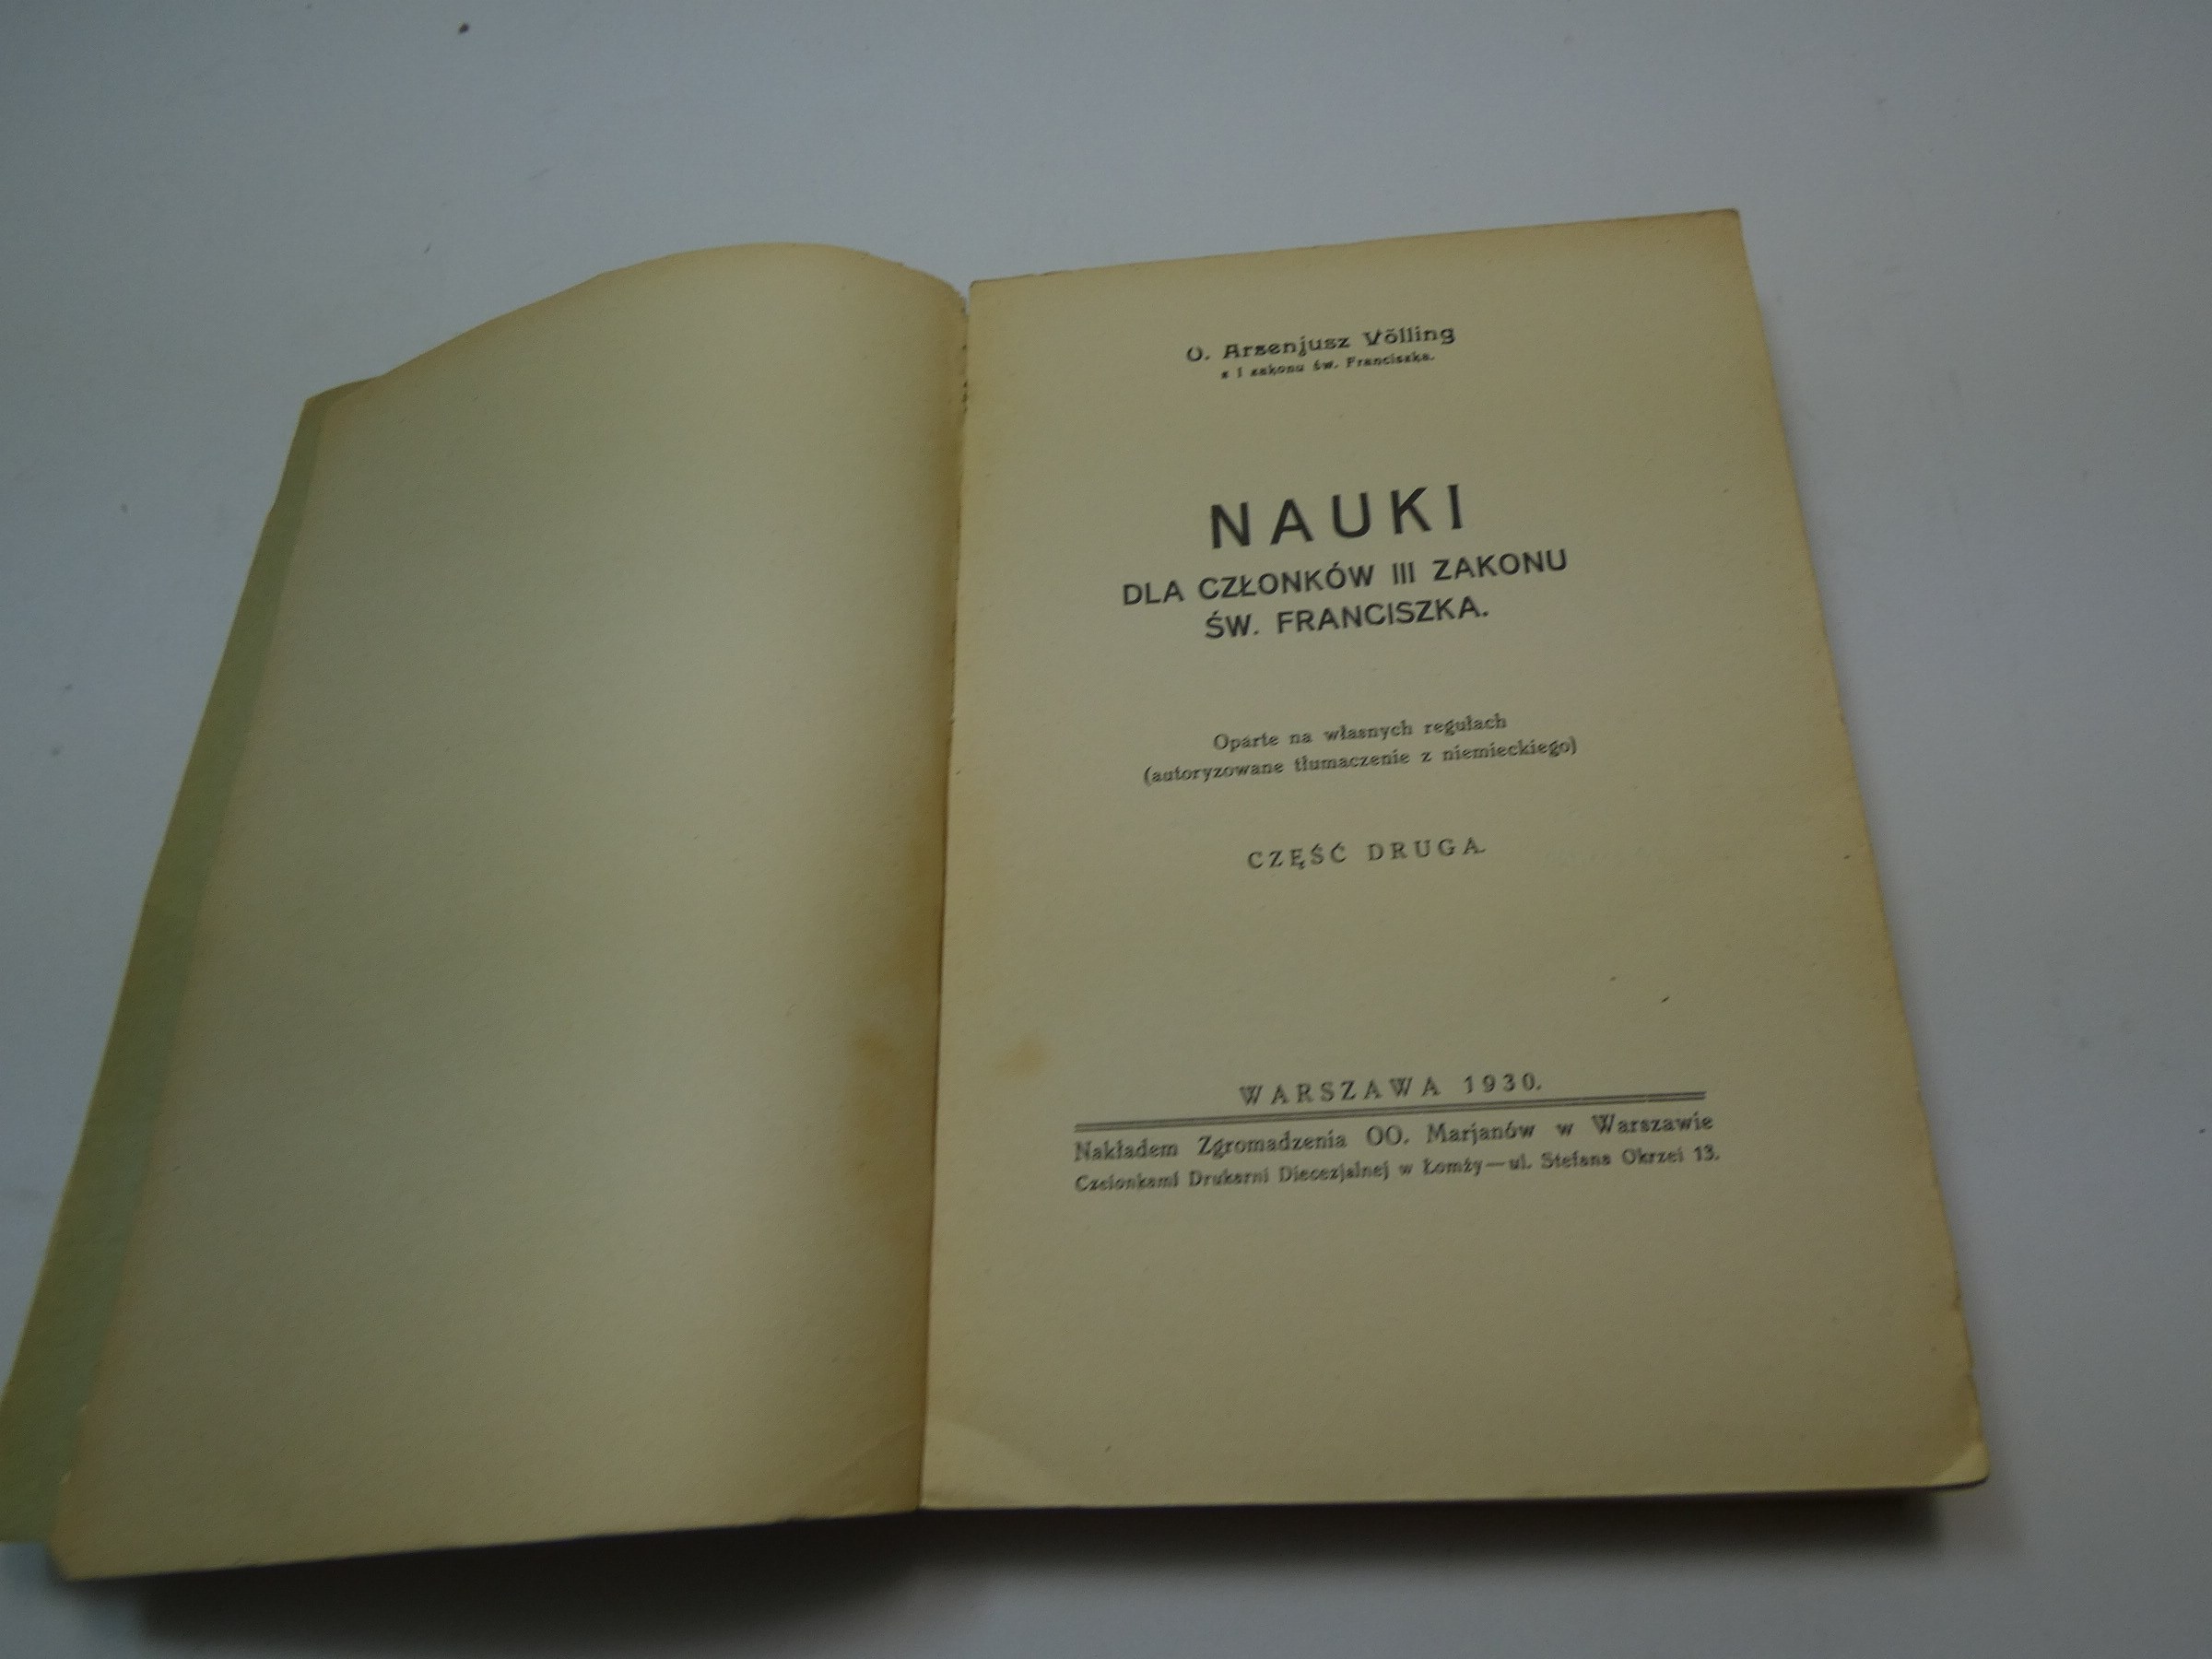 O. Arsenjusz Völling
z I zakonu św. Franciszka.
NAUKI
DLA CZŁONKÓW III ZAKONU
ŚW. FRANCISZKA.
Oparte na własnych regułach
(autoryzowane tłumaczenie z niemieckiego)
CZĘŚĆ DRUGA.
WARSZAWA 1930.
Nakładem Zgromadzenia OO. Marjanów w Warszawie
Czcionkami Drukarni Diecezjalnej w Łomży—ul. Stefana Okrzei 13.